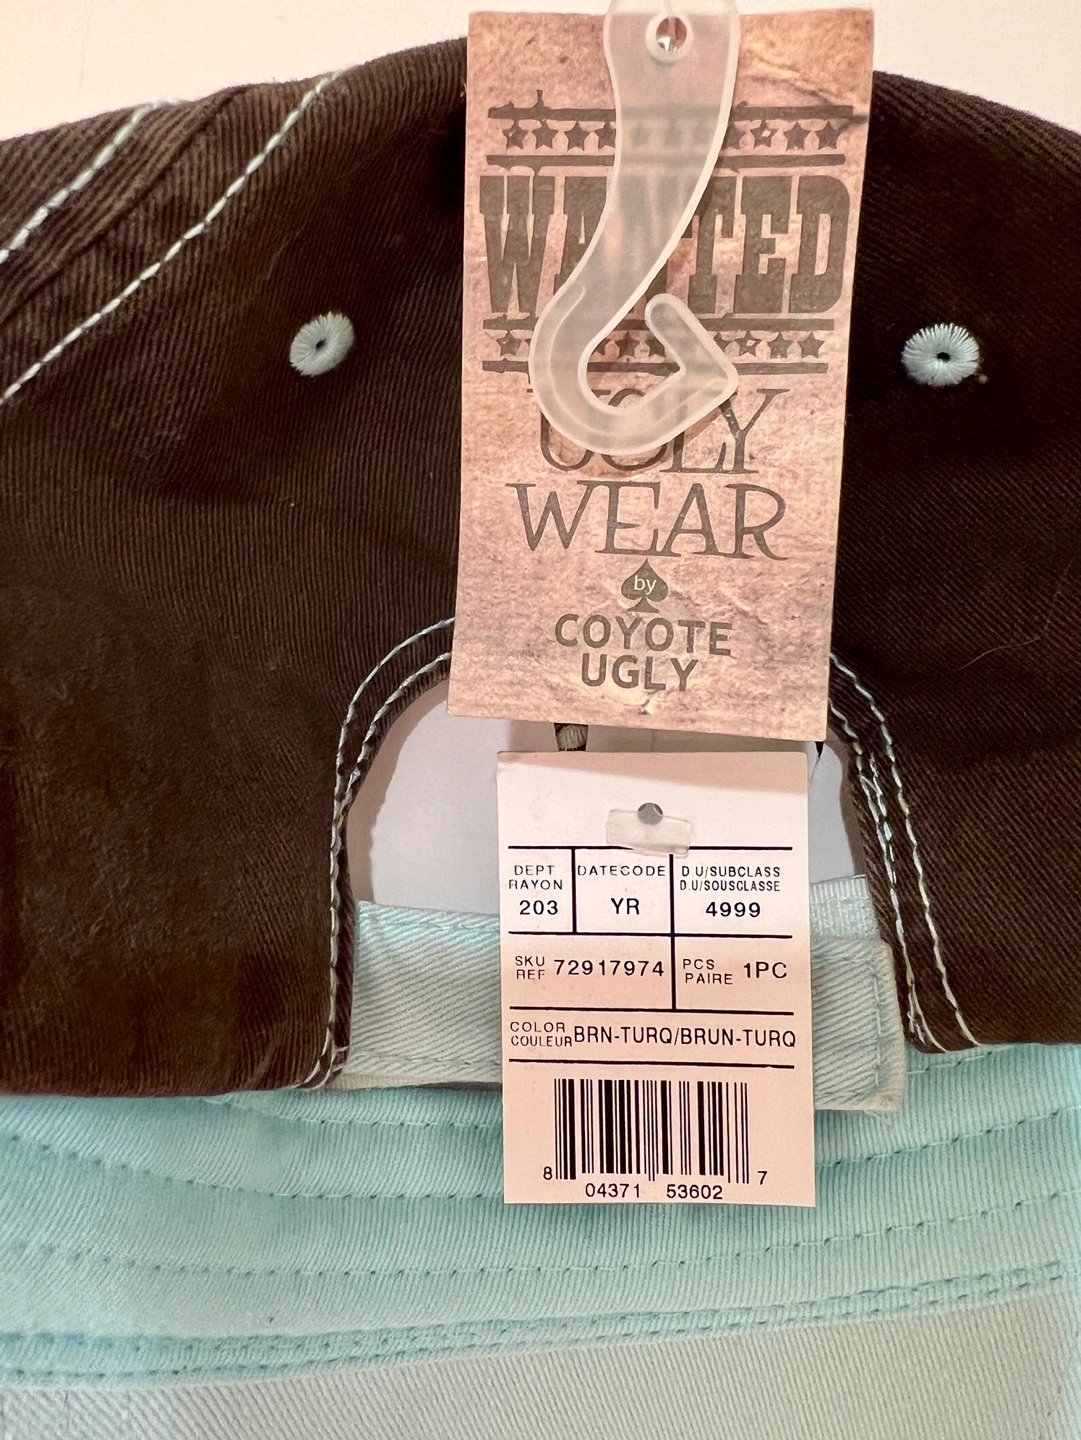 WANTED
UGLY
WEAR
by
COYOTE
UGLY
DEPT
RAYON
203
DATECODE
YR
D.U/SUBCLASS
D.U/SOUSCLASSE
4999
SKU
REF
72917974
PCS
PAIRE
1PC
COLOR
COULEUR
BRN-TURQ/BRUN-TURQ
8 04371 53602 7